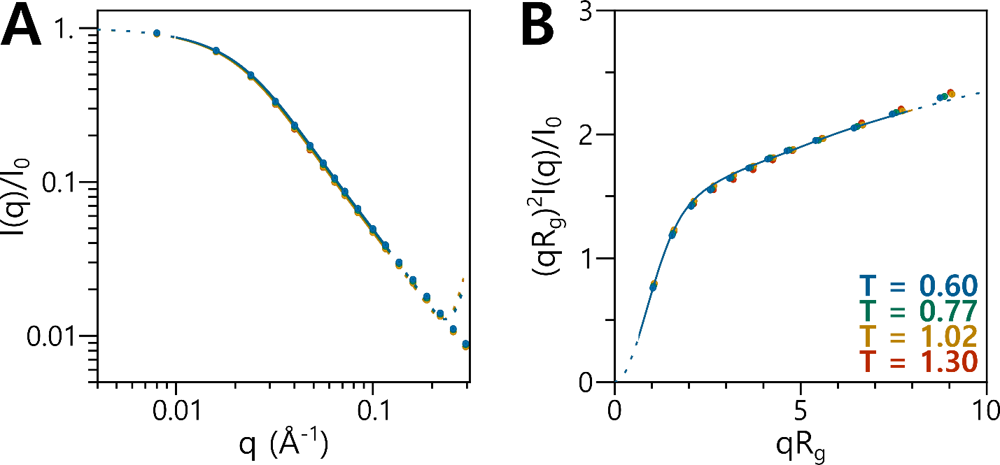 A
I(q)/I0
1.
0.1
0.01
0.01
0.1
q (Å-1)
B
(qRg)2I(q)/I0
3
2
1
0
0
5
10
qRg
T = 0.60
T = 0.77
T = 1.02
T = 1.30